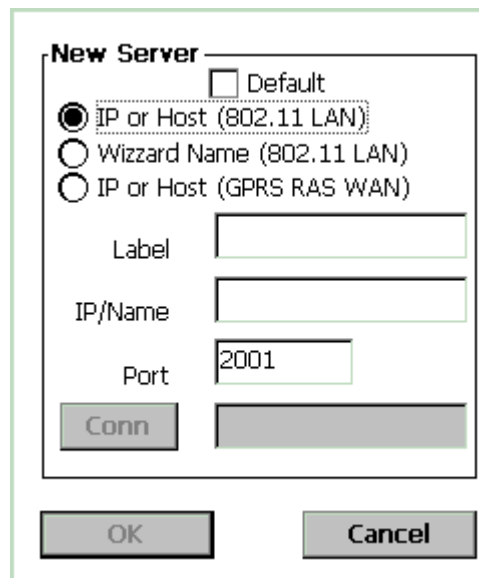 New Server
Default
IP or Host (802.11 LAN)
Wizzard Name (802.11 LAN)
IP or Host (GPRS RAS WAN)
Label
IP/Name
Port 2001
Conn
OK Cancel